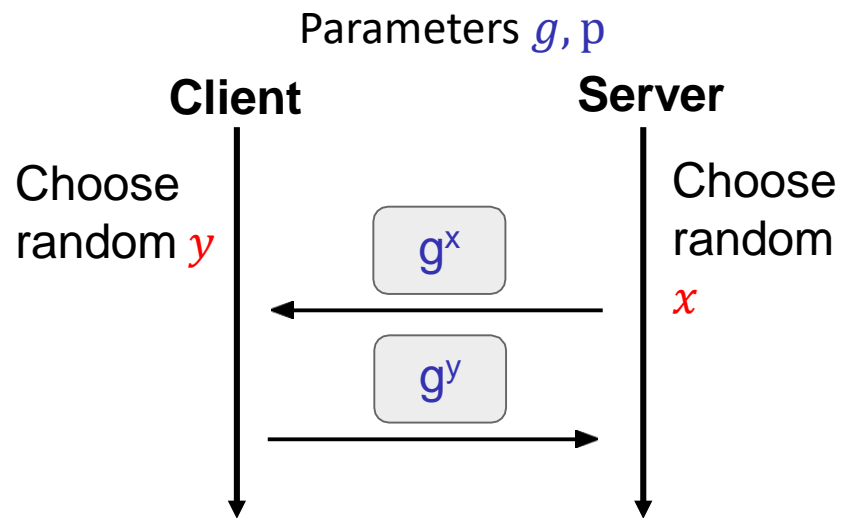 Parameters g, p
Client
Server
Choose
random y
Choose
random
x
gˣ
gʸ